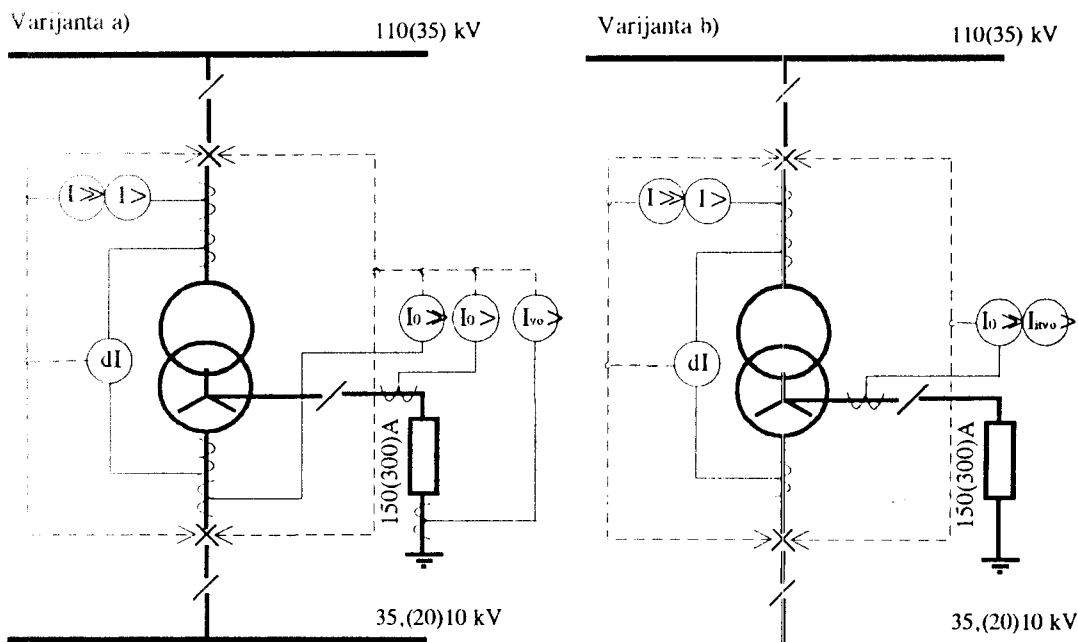 Varijanta a)
110(35) kV
I>> I>
dI
I₀>> I₀> Iᵥₒ>
150(300)A
35,(20)10 kV
Varijanta b)
110(35) kV
I>> I>
dI
I₀>
150(300)A
35,(20)10 kV